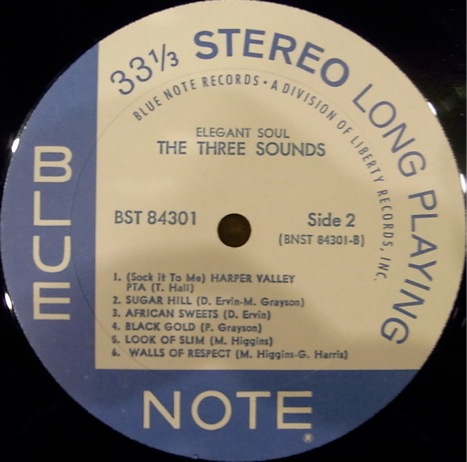 33⅓ STEREO LONG PLAYING
BLUE NOTE RECORDS • A DIVISION OF LIBERTY RECORDS, INC.
ELEGANT SOUL
THE THREE SOUNDS
BST 84301
Side 2
(BNST 84301-B)
1. (Sock it To Me) HARPER VALLEY
PTA (T. Hall)
2. SUGAR HILL (D. Ervin-M. Grayson)
3. AFRICAN SWEETS (D. Ervin)
4. BLACK GOLD (P. Grayson)
5. LOOK OF SLIM (M. Higgins)
6. WALLS OF RESPECT (M. Higgins-G. Harris)
BLUE
NOTE®